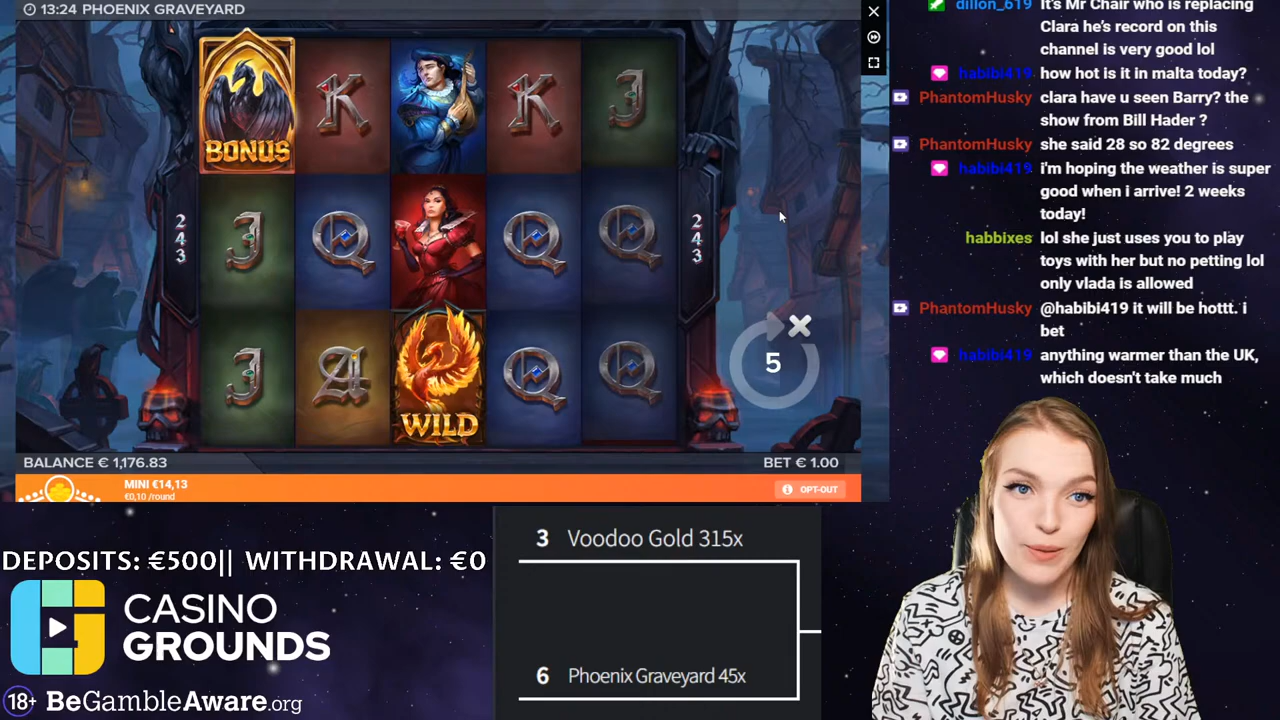 13:24 PHOENIX GRAVEYARD
BONUS
K
K
J
2
4
3
J
Q
Q
Q
2
4
3
J
A
WILD
Q
Q
5
BALANCE € 1,176.83
BET € 1.00
MINI €14,13
€0,10 /round
OPT-OUT
dillon_619 It's Mr Chair who is replacing
Clara he's record on this
channel is very good lol
habibi419 how hot is it in malta today?
PhantomHusky clara have u seen Barry? the
show from Bill Hader ?
PhantomHusky she said 28 so 82 degrees
habibi419 i'm hoping the weather is super
good when i arrive! 2 weeks
today!
habbixes lol she just uses you to play
toys with her but no petting lol
only vlada is allowed
PhantomHusky @habibi419 it will be hottt. i
bet
habibi419 anything warmer than the UK,
which doesn't take much
DEPOSITS: €500|| WITHDRAWAL: €0
CASINO
GROUNDS
18+ BeGambleAware.org
3 Voodoo Gold 315x
6 Phoenix Graveyard 45x